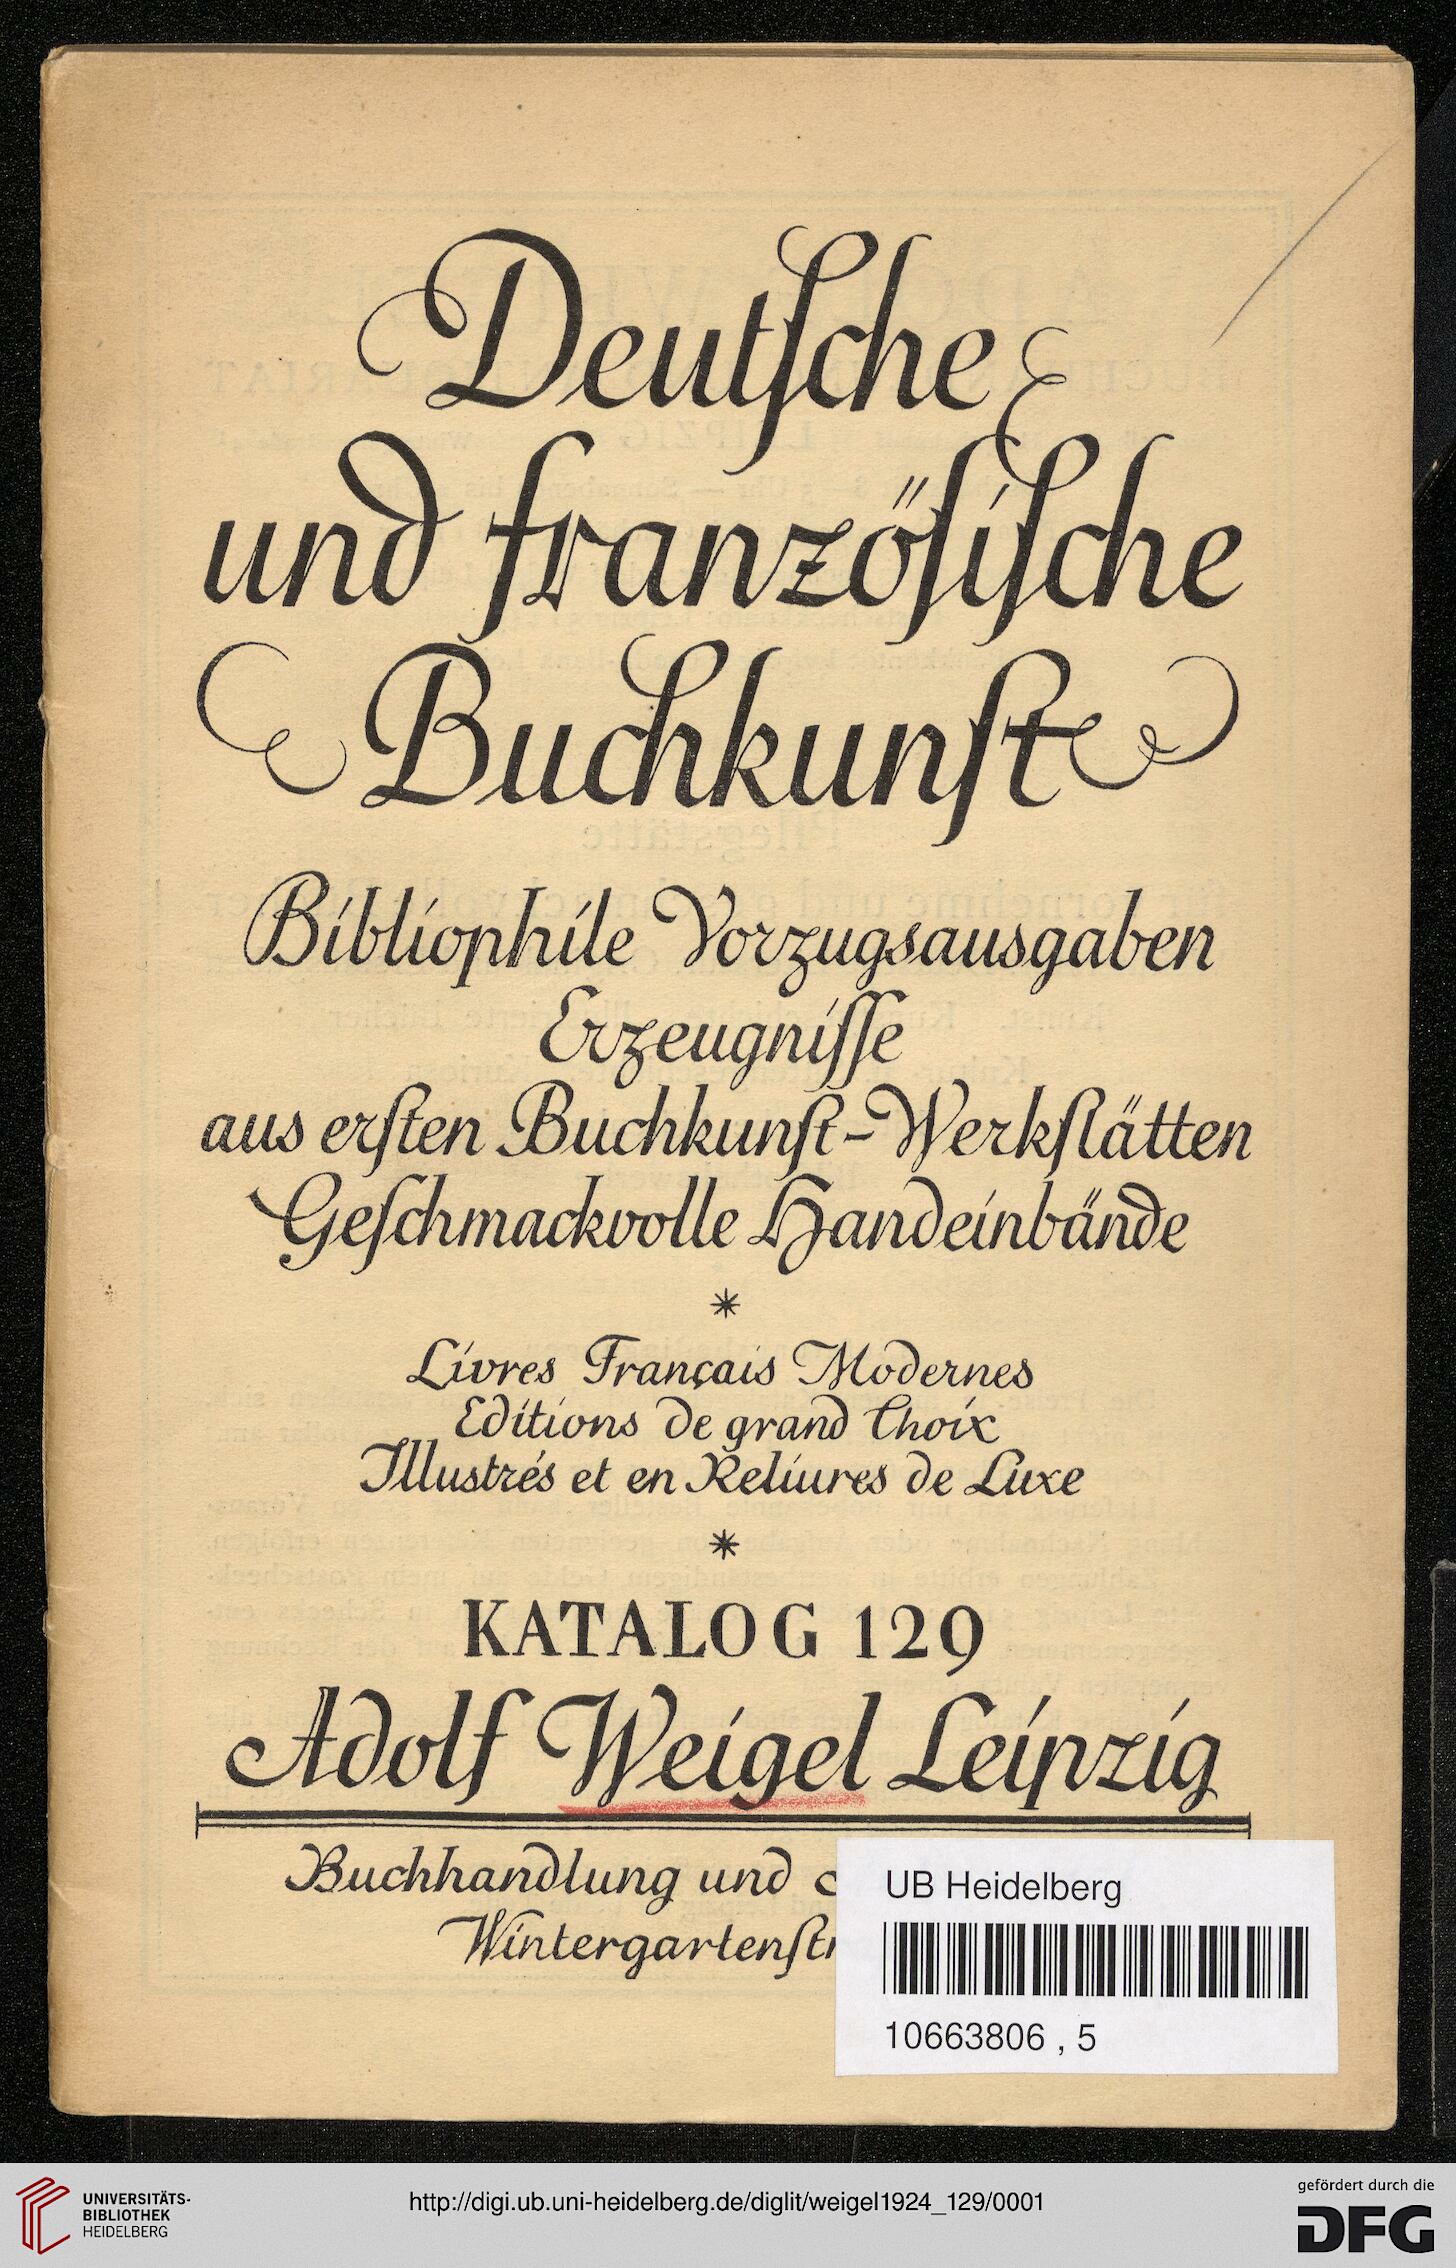 Deutſche
und franzöſiſche
Buchkunſt
Bibliophile Vorzugsausgaben
Erzeugniſſe
aus erſten Buchkunſt-Werkſtätten
Geſchmackvolle Handeinbände
*
Livres Français Modernes
Editions de grand Choix
Illustrés et en Reliures de Luxe
*
KATALOG 129
Adolf Weigel Leipzig
Buchhandlung und
UB Heidelberg
10663806 , 5
UNIVERSITÄTS-
BIBLIOTHEK
HEIDELBERG
http://digi.ub.uni-heidelberg.de/diglit/weigel1924_129/0001
gefördert durch die
DFG